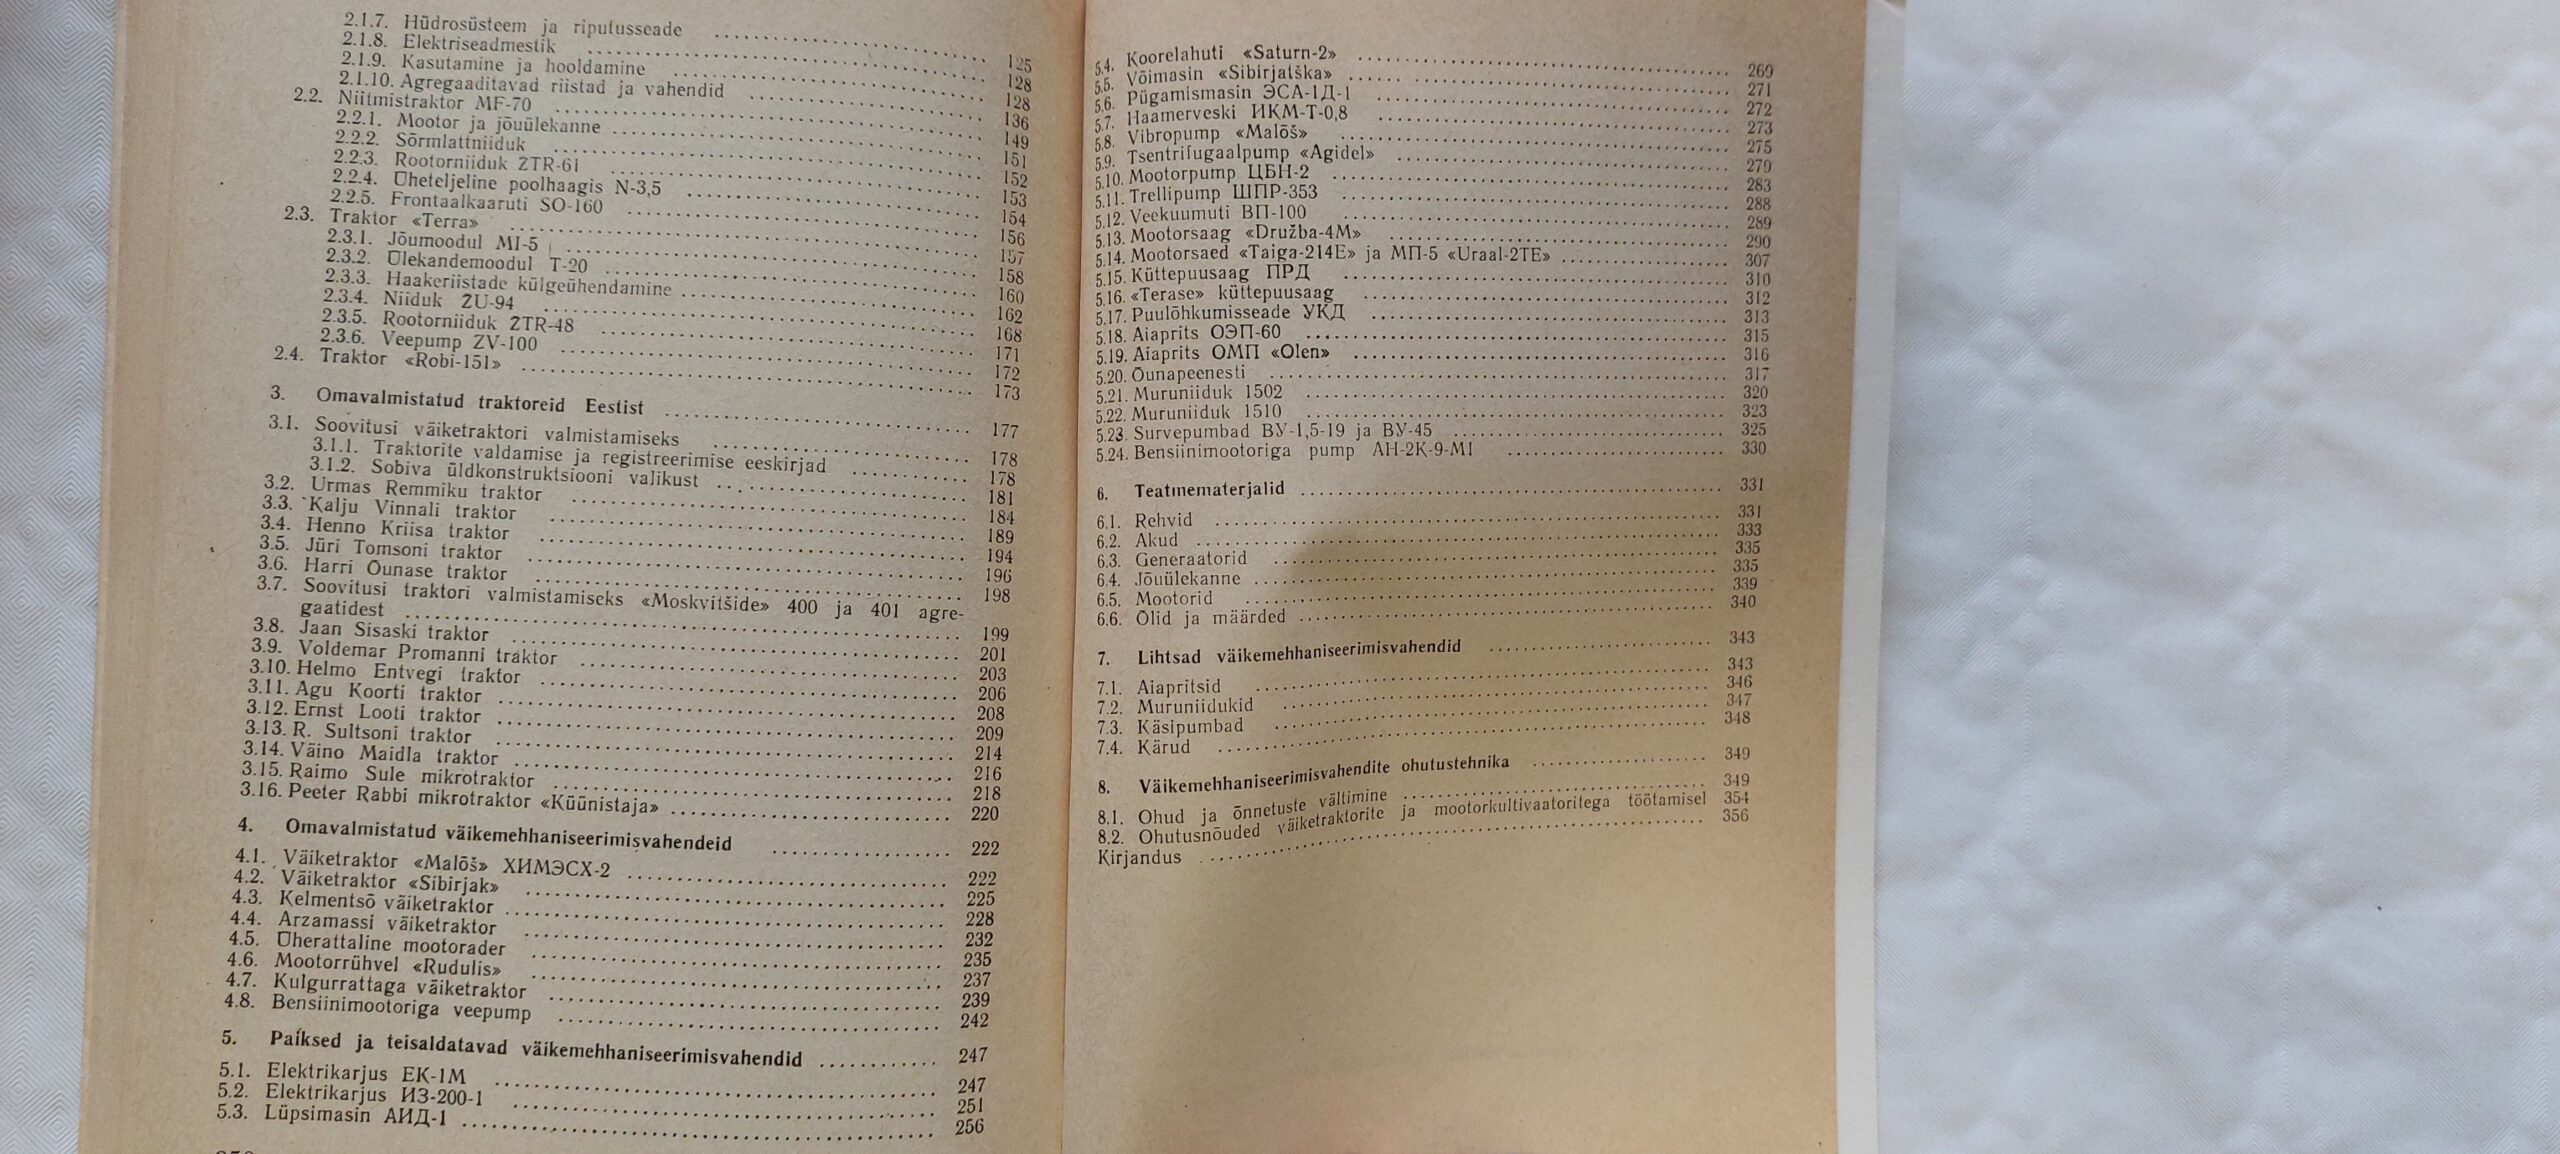 2.1.7. Hüdrosüsteem ja riputusseade 125
2.1.8. Elektriseadmestik 128
2.1.9. Kasutamine ja hooldamine 128
2.1.10. Agregaaditavad riistad ja vahendid 136
2.2. Niitmistraktor MF-70 149
2.2.1. Mootor ja jõuülekanne 151
2.2.2. Sõrmlattniiduk 152
2.2.3. Rootorniiduk ŽTR-61 153
2.2.4. Üheteljeline poolhaagis N-3,5 154
2.2.5. Frontaalkaaruti SO-160 156
2.3. Traktor «Terra» 157
2.3.1. Jõumoodul MI-5 158
2.3.2. Ülekandemoodul T-20 160
2.3.3. Haakeriistade külgeühendamine 162
2.3.4. Niiduk ŽU-94 168
2.3.5. Rootorniiduk ŽTR-48 171
2.3.6. Veepump ŽV-100 172
2.4. Traktor «Robi-151» 173
3. Omavalmistatud traktoreid Eestist 177
3.1. Soovitusi väiketraktori valmistamiseks 178
3.1.1. Traktorite valdamise ja registreerimise eeskirjad 178
3.1.2. Sobiva üldkonstruktsiooni valikust 181
3.2. Urmas Remmiku traktor 184
3.3. Kalju Vinnali traktor 189
3.4. Henno Kriisa traktor 194
3.5. Jüri Tomsoni traktor 196
3.6. Harri Õunase traktor 198
3.7. Soovitusi traktori valmistamiseks «Moskvitšide» 400 ja 401 agre-
gaatidest 199
3.8. Jaan Sisaski traktor 201
3.9. Voldemar Promanni traktor 203
3.10. Helmo Entvegi traktor 206
3.11. Agu Koorti traktor 208
3.12. Ernst Looti traktor 209
3.13. R. Sultsoni traktor 214
3.14. Väino Maidla traktor 216
3.15. Raimo Sule mikrotraktor 218
3.16. Peeter Rabbi mikrotraktor «Küünistaja» 220
4. Omavalmistatud väikemehhaniseerimisvahendeid 222
4.1. Väiketraktor «Malõš» ХИМЭСХ-2 222
4.2. Väiketraktor «Sibirjak» 225
4.3. Kelmentsõ väiketraktor 228
4.4. Arzamassi väiketraktor 232
4.5. Üherattaline mootorader 235
4.6. Mootorrühvel «Rudulis» 237
4.7. Kulgurrattaga väiketraktor 239
4.8. Bensiinimootoriga veepump 242
5. Paiksed ja teisaldatavad väikemehhaniseerimisvahendid 247
5.1. Elektrikarjus EK-1M 247
5.2. Elektrikarjus ИЭ-200-1 251
5.3. Lüpsimasin АИД-1 256
5.4. Koorelahuti «Saturn-2» 269
5.5. Võimasin «Sibirjatška» 271
5.6. Pügamismasin ЭСА-1Д-1 272
5.7. Haamerveski ИКМ-Т-0,8 273
5.8. Vibropump «Malõš» 275
5.9. Tsentrifugaalpump «Agidel» 279
5.10. Mootorpump ЦБН-2 283
5.11. Trellipump ШПР-353 288
5.12. Veekuumuti ВП-100 289
5.13. Mootorsaag «Družba-4M» 290
5.14. Mootorsaed «Taiga-214E» ja МП-5 «Uraal-2TE» 307
5.15. Küttepuusaag ПРД 310
5.16. «Terase» küttepuusaag 312
5.17. Puulõhkumisseade УКД 313
5.18. Aiaprits ОЭП-60 315
5.19. Aiaprits ОМП «Olen» 316
5.20. Õunapeenesti 317
5.21. Muruniiduk 1502 320
5.22. Muruniiduk 1510 323
5.23. Survepumbad ВУ-1,5-19 ja ВУ-45 325
5.24. Bensiinimootoriga pump АН-2К-9-М1 330
6. Teatmematerjalid 331
6.1. Rehvid 331
6.2. Akud 333
6.3. Generaatorid 335
6.4. Jõuülekanne 335
6.5. Mootorid 339
6.6. Õlid ja määrded 340
7. Lihtsad väikemehhaniseerimisvahendid 343
7.1. Aiapritsid 343
7.2. Muruniidukid 346
7.3. Käsipumbad 347
7.4. Kärud 348
8. Väikemehhaniseerimisvahendite ohutustehnika 349
8.1. Ohud ja õnnetuste vältimine 349
8.2. Ohutusnõuded väiketraktorite ja mootorkultivaatoritega töötamisel 354
Kirjandus 356